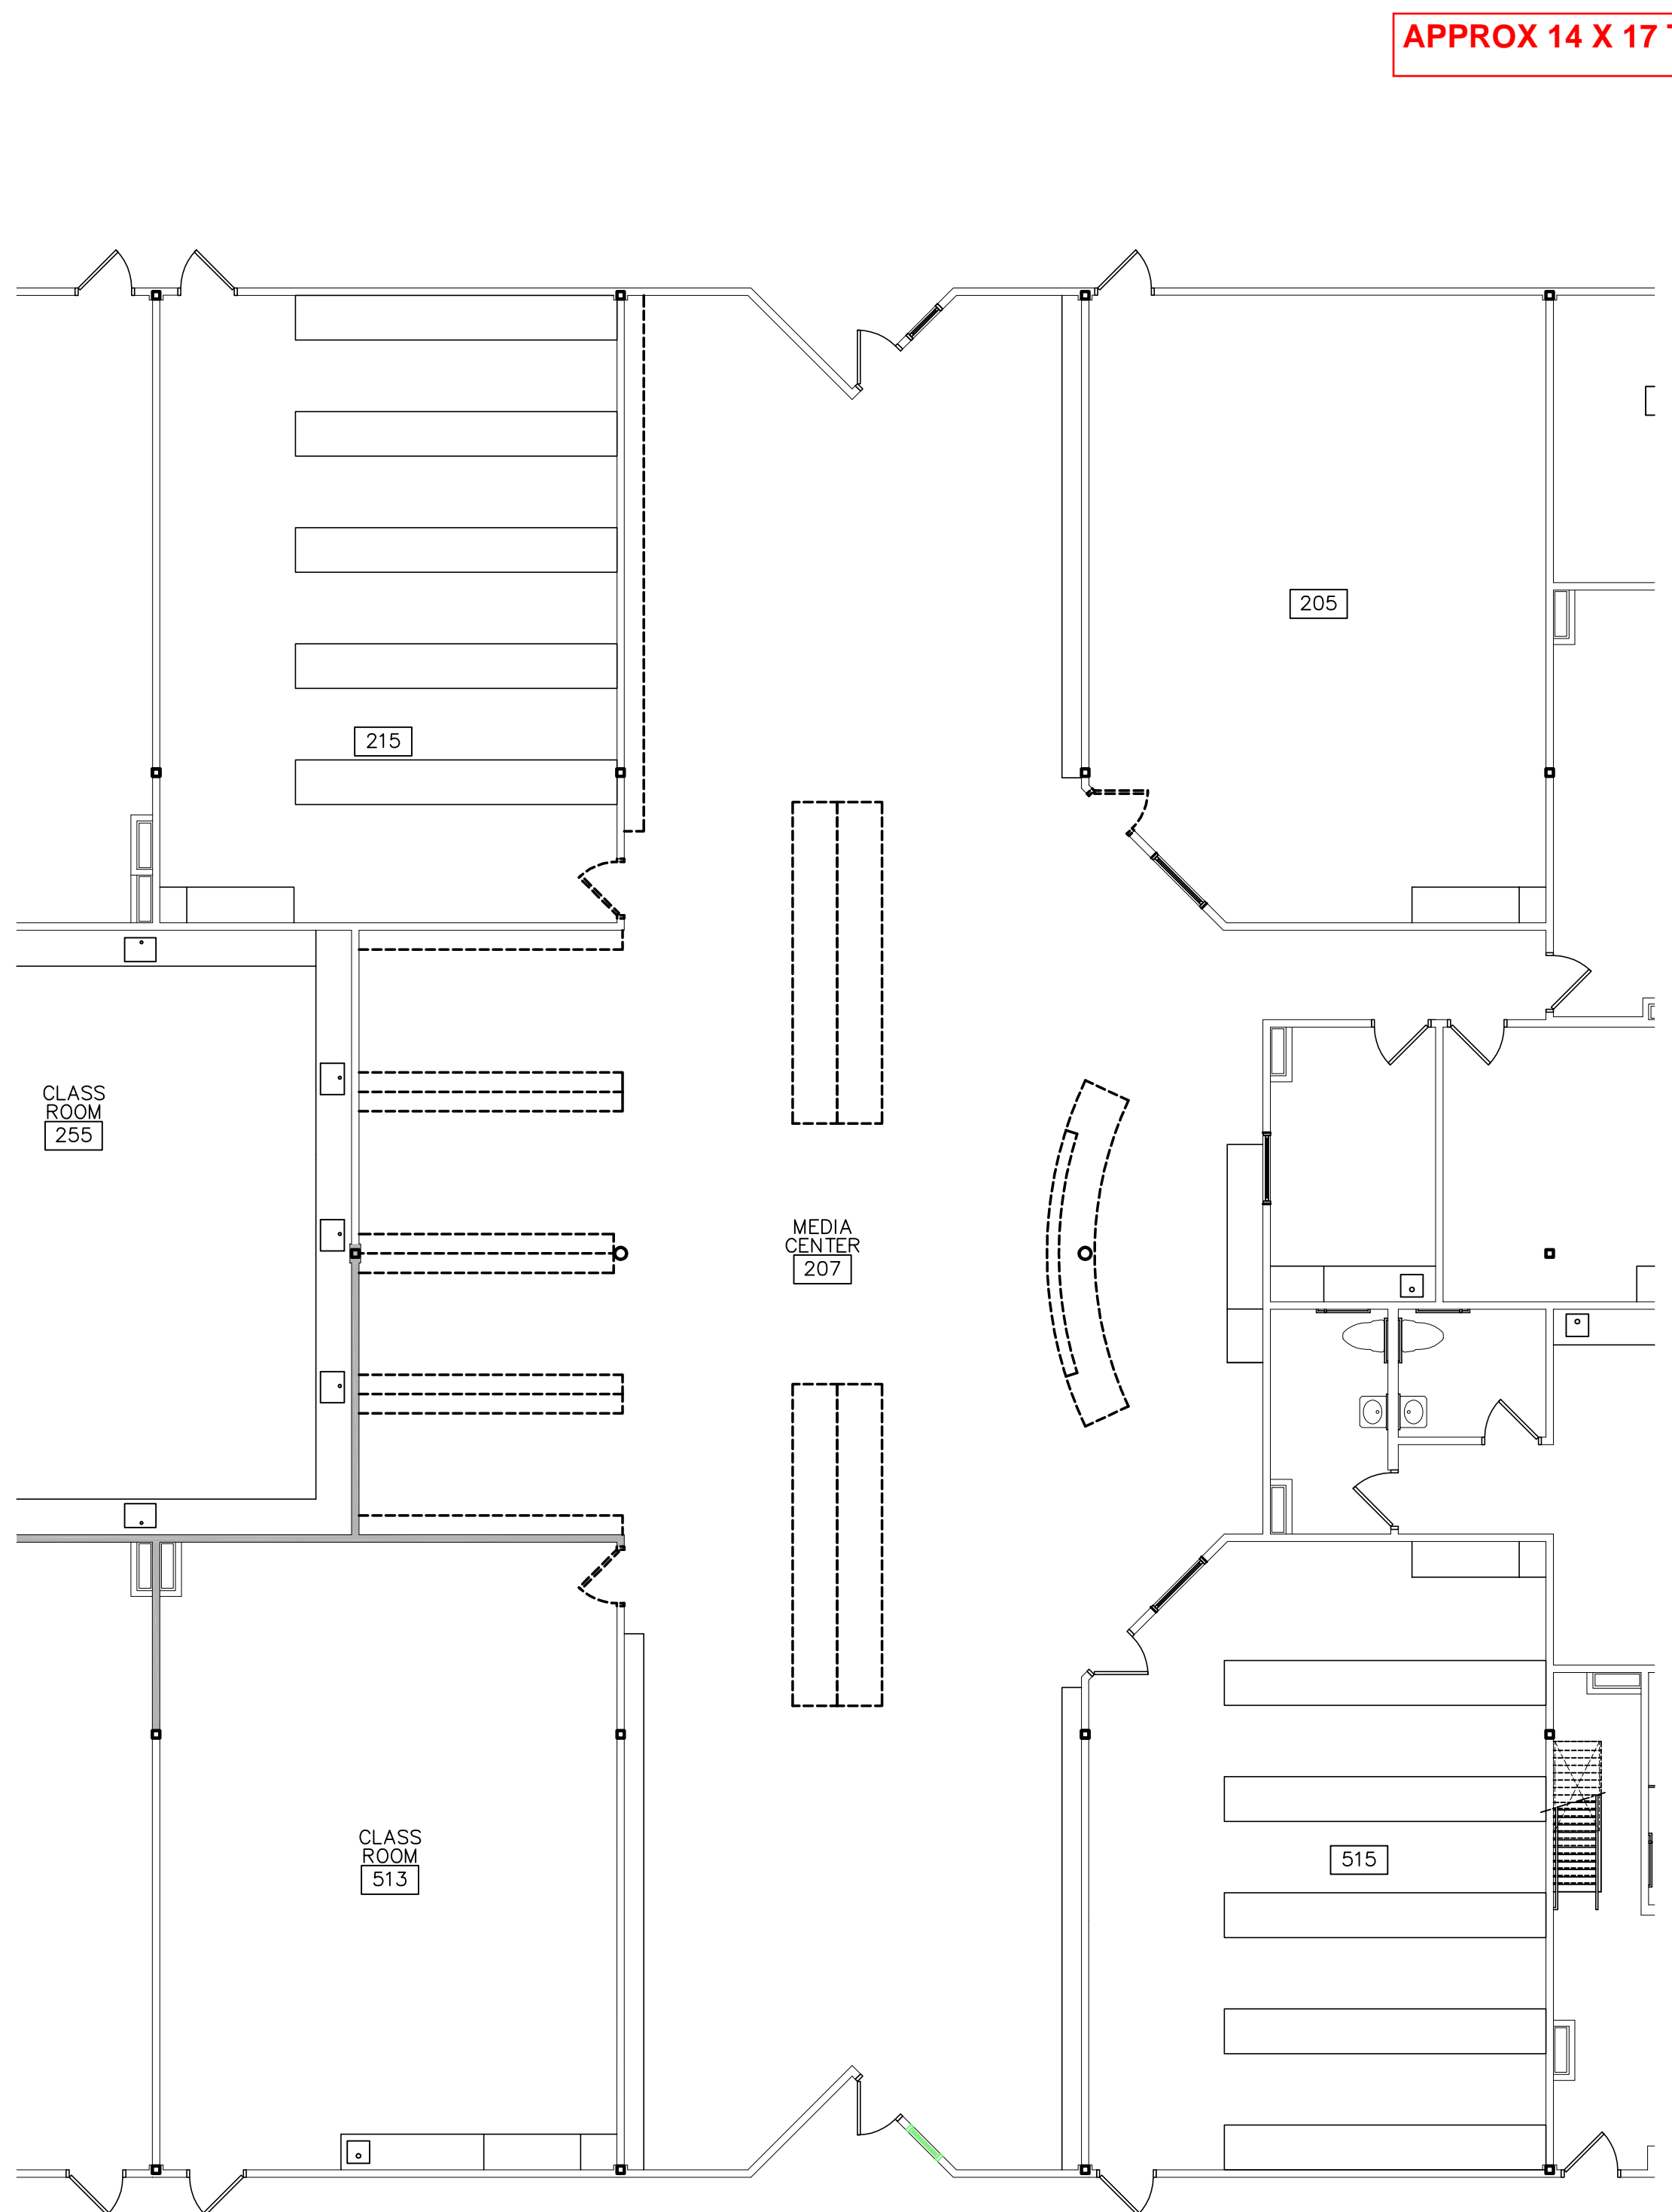 APPROX 14 X 17
205
215
CLASS
ROOM
255
MEDIA
CENTER
207
CLASS
ROOM
513
515